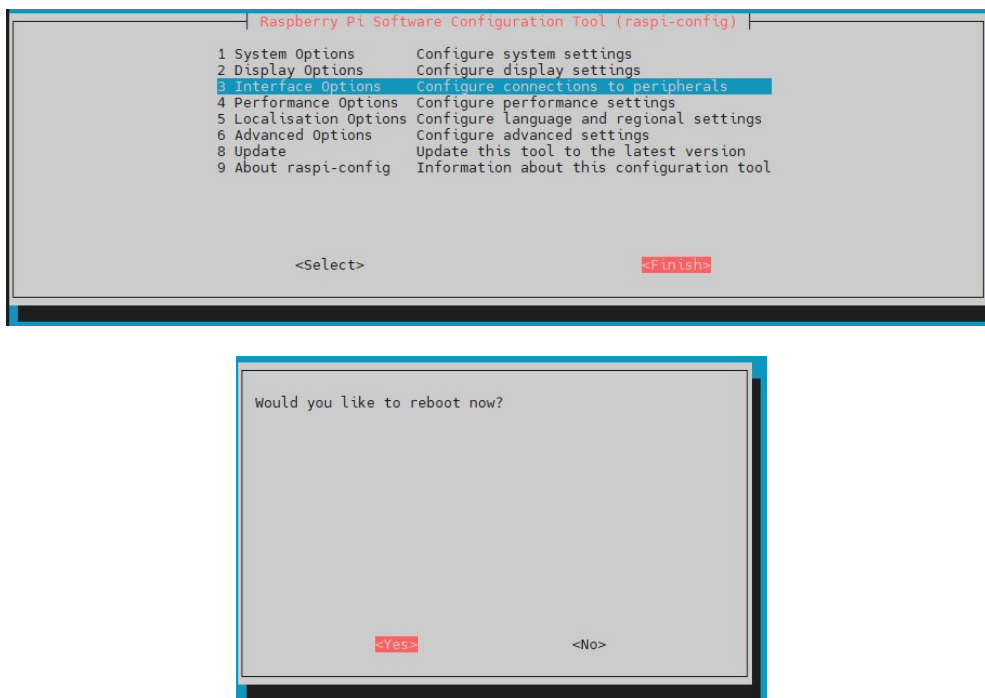 Raspberry Pi Software Configuration Tool (raspi-config)
1 System Options Configure system settings
2 Display Options Configure display settings
3 Interface Options Configure connections to peripherals
4 Performance Options Configure performance settings
5 Localisation Options Configure language and regional settings
6 Advanced Options Configure advanced settings
8 Update Update this tool to the latest version
9 About raspi-config Information about this configuration tool
<Select> <Finish>
Would you like to reboot now?
<Yes> <No>